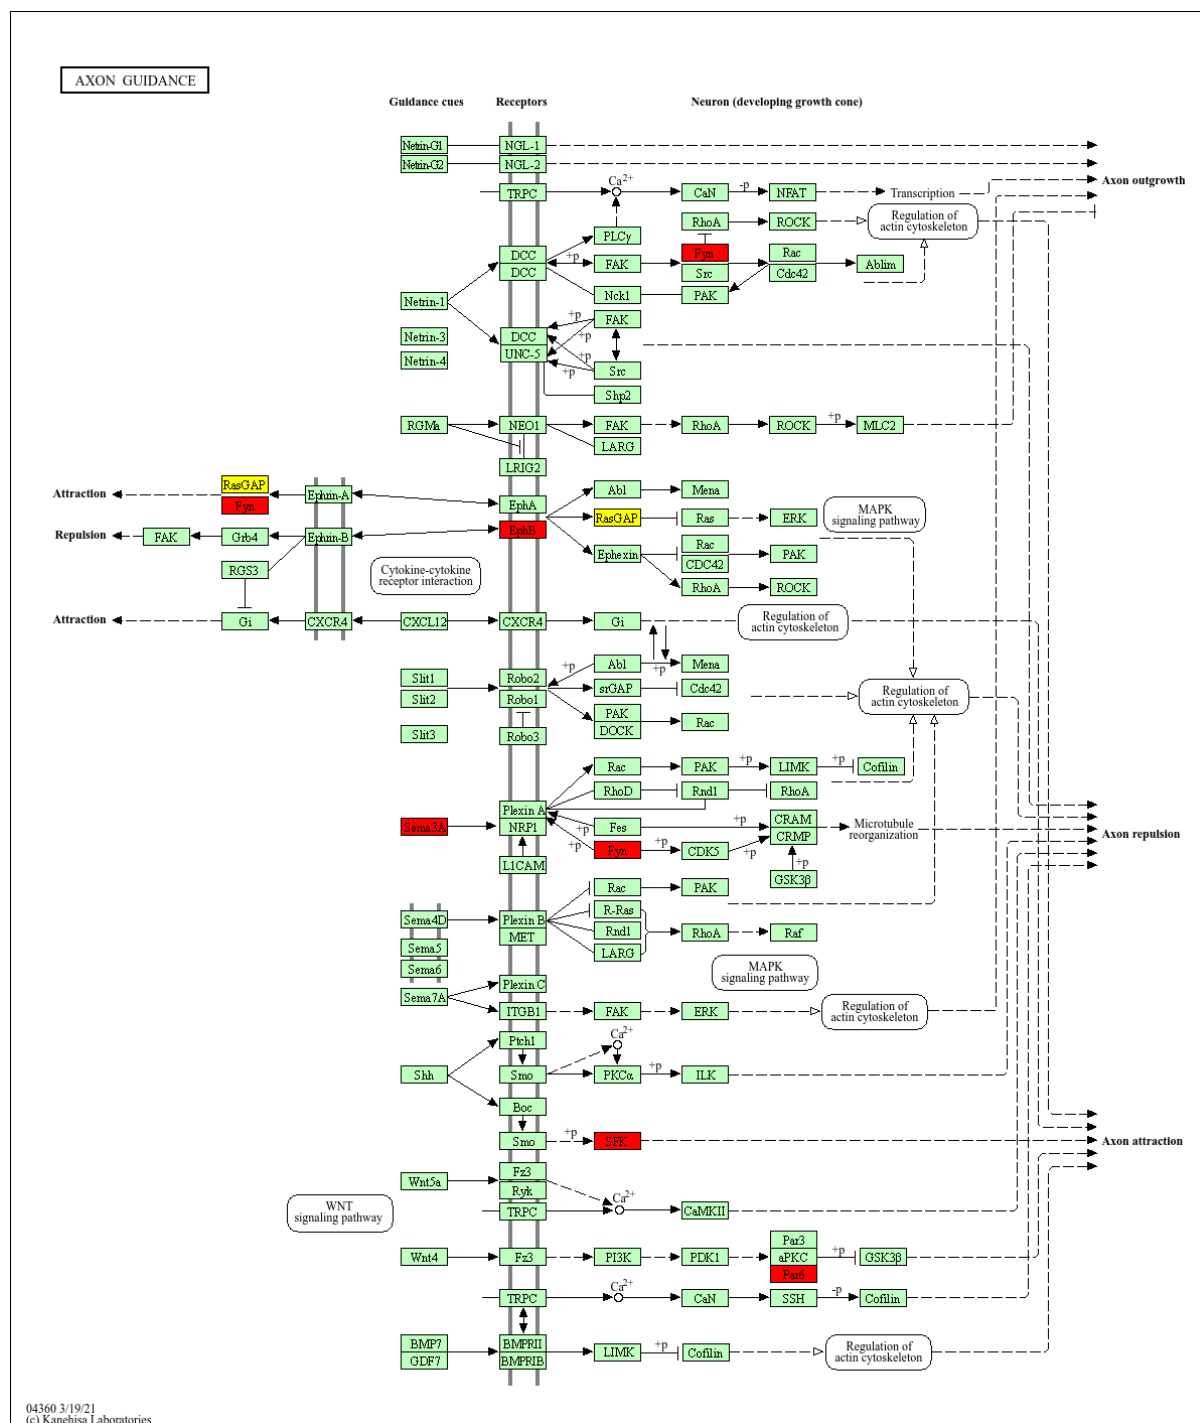 AXON GUIDANCE
Guidance cues
Receptors
Neuron (developing growth cone)
Netrin-G1
NGL-1
Netrin-G2
NGL-2
Axon outgrowth
TRPC
Ca2+
CaN
-p
NFAT
Transcription
RhoA
ROCK
Regulation of
actin cytoskeleton
PLCγ
DCC
DCC
+p
FAK
Fyn
Src
Rac
Cdc42
Ablim
Nck1
PAK
Netrin-1
Netrin-3
Netrin-4
DCC
UNC-5
+p
+p
+p
+p
FAK
Src
Shp2
RGMa
NEO1
FAK
LARG
RhoA
ROCK
+p
MLC2
LRIG2
Attraction
RasGAP
Fyn
Ephrin-A
EphA
Abl
Mena
RasGAP
Ras
ERK
MAPK
signaling pathway
Repulsion
FAK
Grb4
Ephrin-B
EphB
Ephexin
Rac
CDC42
PAK
RGS3
Cytokine-cytokine
receptor interaction
RhoA
ROCK
Attraction
Gi
CXCR4
CXCL12
CXCR4
Gi
Regulation of
actin cytoskeleton
Slit1
Slit2
Slit3
Robo2
Robo1
Robo3
+p
Abl
+p
Mena
srGAP
Cdc42
PAK
DOCK
Rac
Regulation of
actin cytoskeleton
Rac
PAK
+p
LIMK
+p
Cofilin
RhoD
Rnd1
RhoA
Sema3A
Plexin A
NRP1
L1CAM
+p
+p
Fes
+p
CRAM
CRMP
Microtubule
reorganization
Axon repulsion
Fyn
+p
CDK5
+p
+p
GSK3β
Rac
PAK
Sema4D
Plexin B
MET
R-Ras
Rnd1
LARG
RhoA
Raf
Sema5
Sema6
MAPK
signaling pathway
Sema7A
Plexin C
ITGB1
FAK
ERK
Regulation of
actin cytoskeleton
Shh
Ptch1
Smo
Ca2+
PKCα
+p
ILK
Boc
Smo
+p
SFK
Axon attraction
Wnt5a
Fz3
Ryk
TRPC
Ca2+
CaMKII
WNT
signaling pathway
Wnt4
Fz3
PI3K
PDK1
Par3
aPKC
Par6
+p
GSK3β
TRPC
Ca2+
CaN
SSH
-p
Cofilin
BMP7
GDF7
BMPRII
BMPRIB
LIMK
+p
Cofilin
Regulation of
actin cytoskeleton
04360 3/19/21
(c) Kanehisa Laboratories